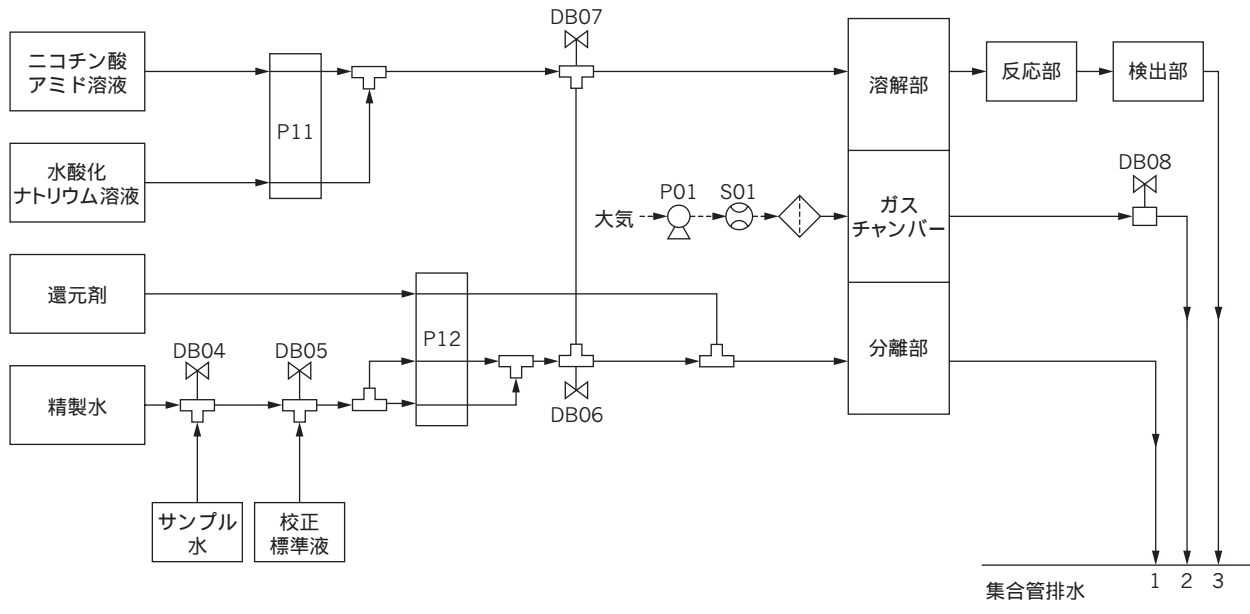 DB07
ニコチン酸
アミド溶液
P11
溶解部
反応部
検出部
水酸化
ナトリウム溶液
DB08
P01
S01
大気
ガス
チャンバー
還元剤
P12
DB04
DB05
分離部
精製水
DB06
サンプル
水
校正
標準液
集合管排水
1
2
3